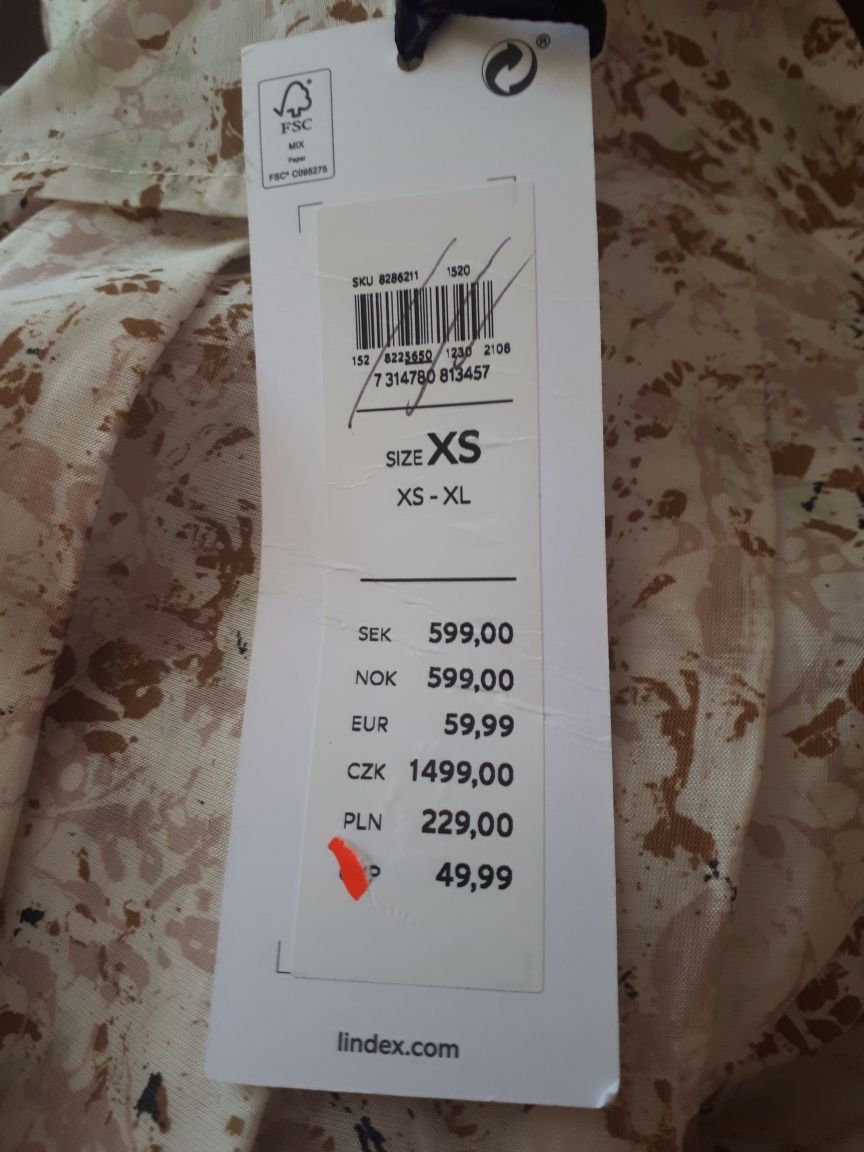 ®
FSC
MIX
Paper
FSC® C095275
SKU 8286211 1520
152 8225650 1230 2108
7 314780 813457
SIZE XS
XS - XL
SEK 599,00
NOK 599,00
EUR 59,99
CZK 1499,00
PLN 229,00
49,99
lindex.com